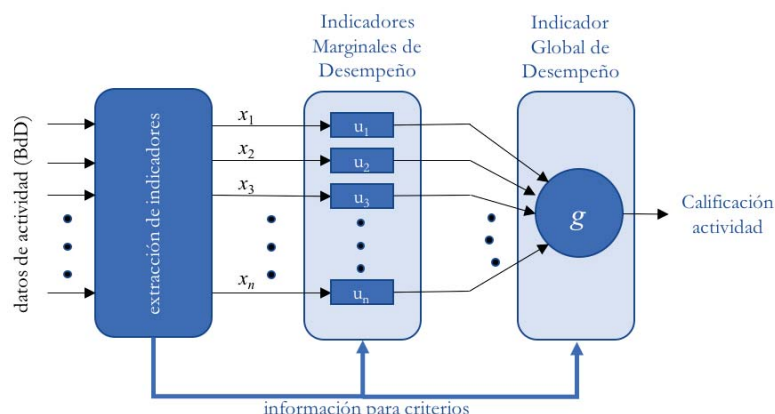 Indicadores
Marginales de
Desempeño
Indicador
Global de
Desempeño
datos de actividad (BdD)
extracción de indicadores
x1
x2
x3
xn
u1
u2
u3
un
g
Calificación
actividad
información para criterios